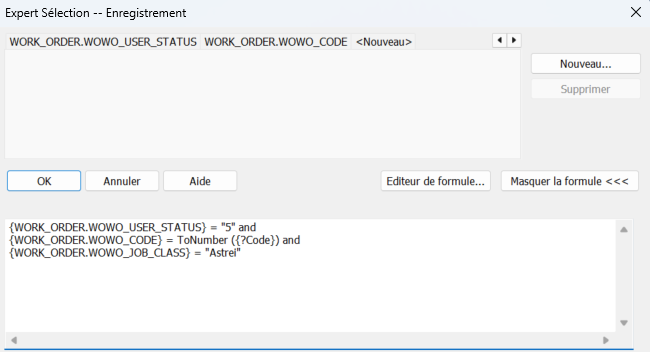 Expert Sélection -- Enregistrement
WORK_ORDER.WOWO_USER_STATUS WORK_ORDER.WOWO_CODE <Nouveau>
Nouveau...
Supprimer
OK Annuler Aide Editeur de formule... Masquer la formule <<<
{WORK_ORDER.WOWO_USER_STATUS} = "5" and
{WORK_ORDER.WOWO_CODE} = ToNumber ({?Code}) and
{WORK_ORDER.WOWO_JOB_CLASS} = "Astrei"